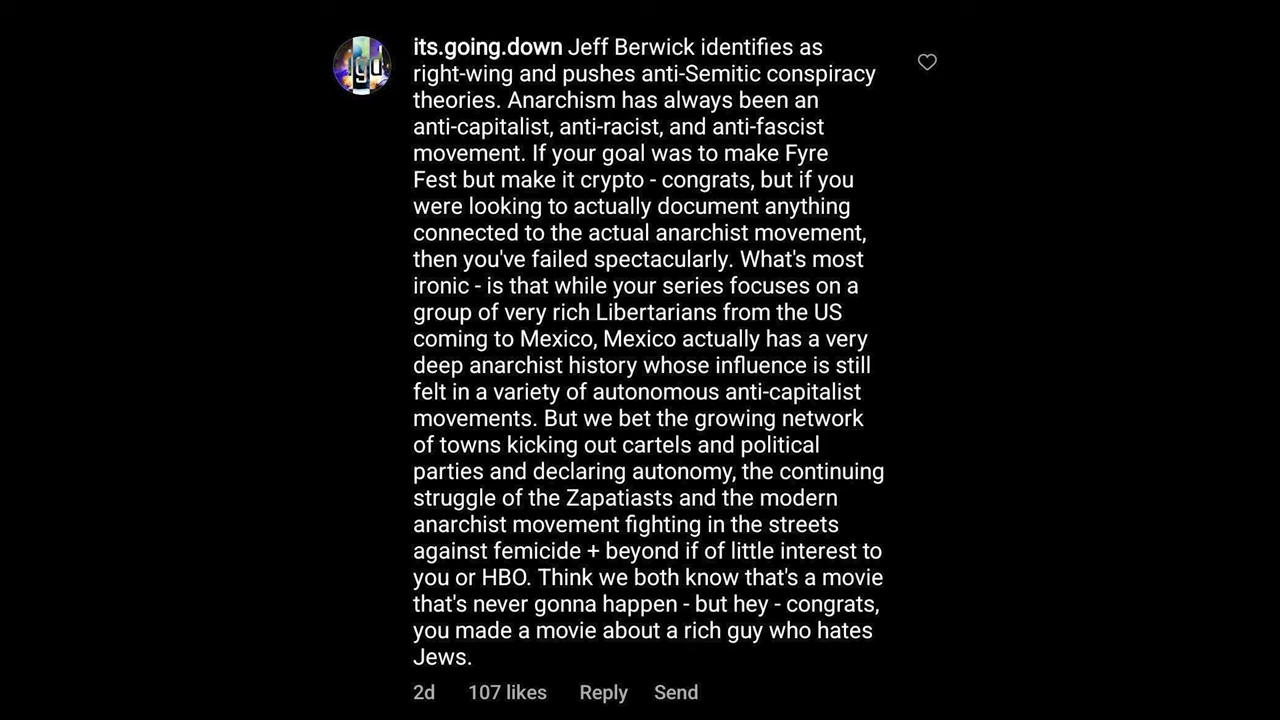 its.going.down Jeff Berwick identifies as
right-wing and pushes anti-Semitic conspiracy
theories. Anarchism has always been an
anti-capitalist, anti-racist, and anti-fascist
movement. If your goal was to make Fyre
Fest but make it crypto - congrats, but if you
were looking to actually document anything
connected to the actual anarchist movement,
then you've failed spectacularly. What's most
ironic - is that while your series focuses on a
group of very rich Libertarians from the US
coming to Mexico, Mexico actually has a very
deep anarchist history whose influence is still
felt in a variety of autonomous anti-capitalist
movements. But we bet the growing network
of towns kicking out cartels and political
parties and declaring autonomy, the continuing
struggle of the Zapatiasts and the modern
anarchist movement fighting in the streets
against femicide + beyond if of little interest to
you or HBO. Think we both know that's a movie
that's never gonna happen - but hey - congrats,
you made a movie about a rich guy who hates
Jews.
2d 107 likes Reply Send
igd